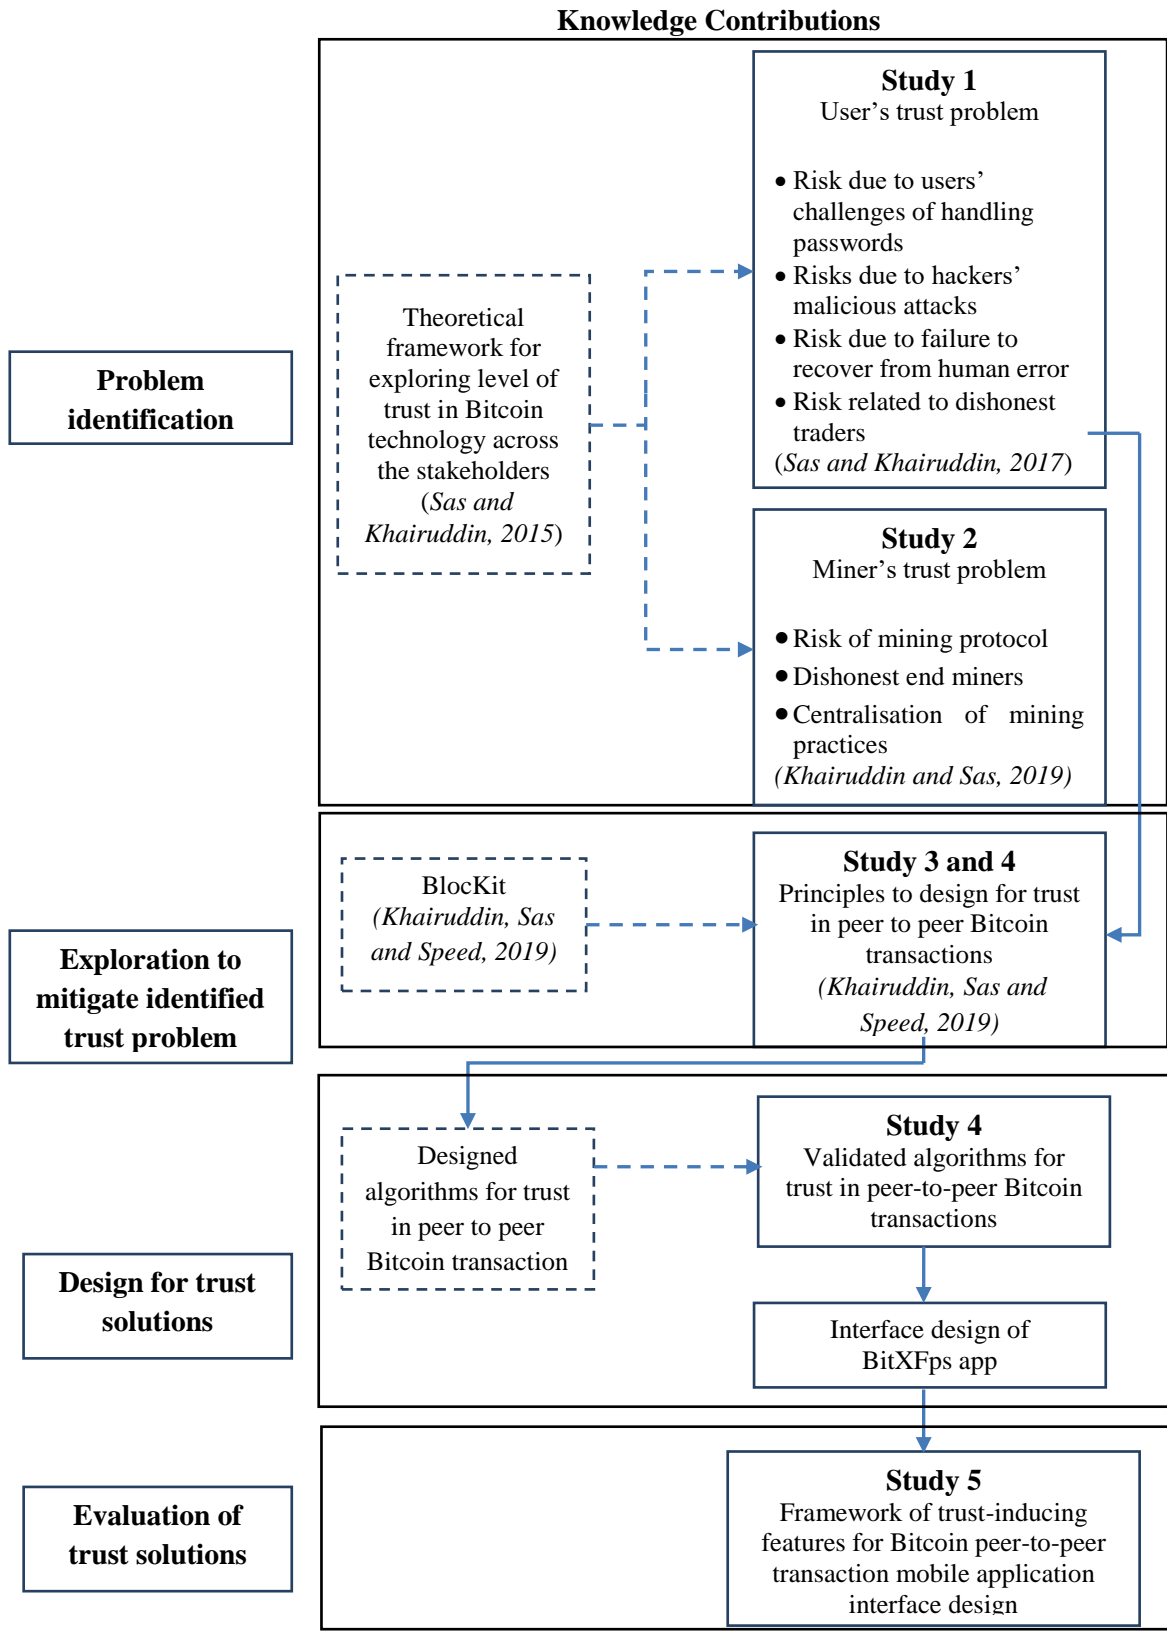 Knowledge Contributions
Problem
identification
Theoretical
framework for
exploring level of
trust in Bitcoin
technology across
the stakeholders
(Sas and
Khairuddin, 2015)
Study 1
User’s trust problem
• Risk due to users’
challenges of handling
passwords
• Risks due to hackers’
malicious attacks
• Risk due to failure to
recover from human error
• Risk related to dishonest
traders
(Sas and Khairuddin, 2017)
Study 2
Miner’s trust problem
• Risk of mining protocol
• Dishonest end miners
• Centralisation of mining
practices
(Khairuddin and Sas, 2019)
Exploration to
mitigate identified
trust problem
BlocKit
(Khairuddin, Sas
and Speed, 2019)
Study 3 and 4
Principles to design for trust
in peer to peer Bitcoin
transactions
(Khairuddin, Sas and
Speed, 2019)
Design for trust
solutions
Designed
algorithms for trust
in peer to peer
Bitcoin transaction
Study 4
Validated algorithms for
trust in peer-to-peer Bitcoin
transactions
Interface design of
BitXFps app
Evaluation of
trust solutions
Study 5
Framework of trust-inducing
features for Bitcoin peer-to-peer
transaction mobile application
interface design